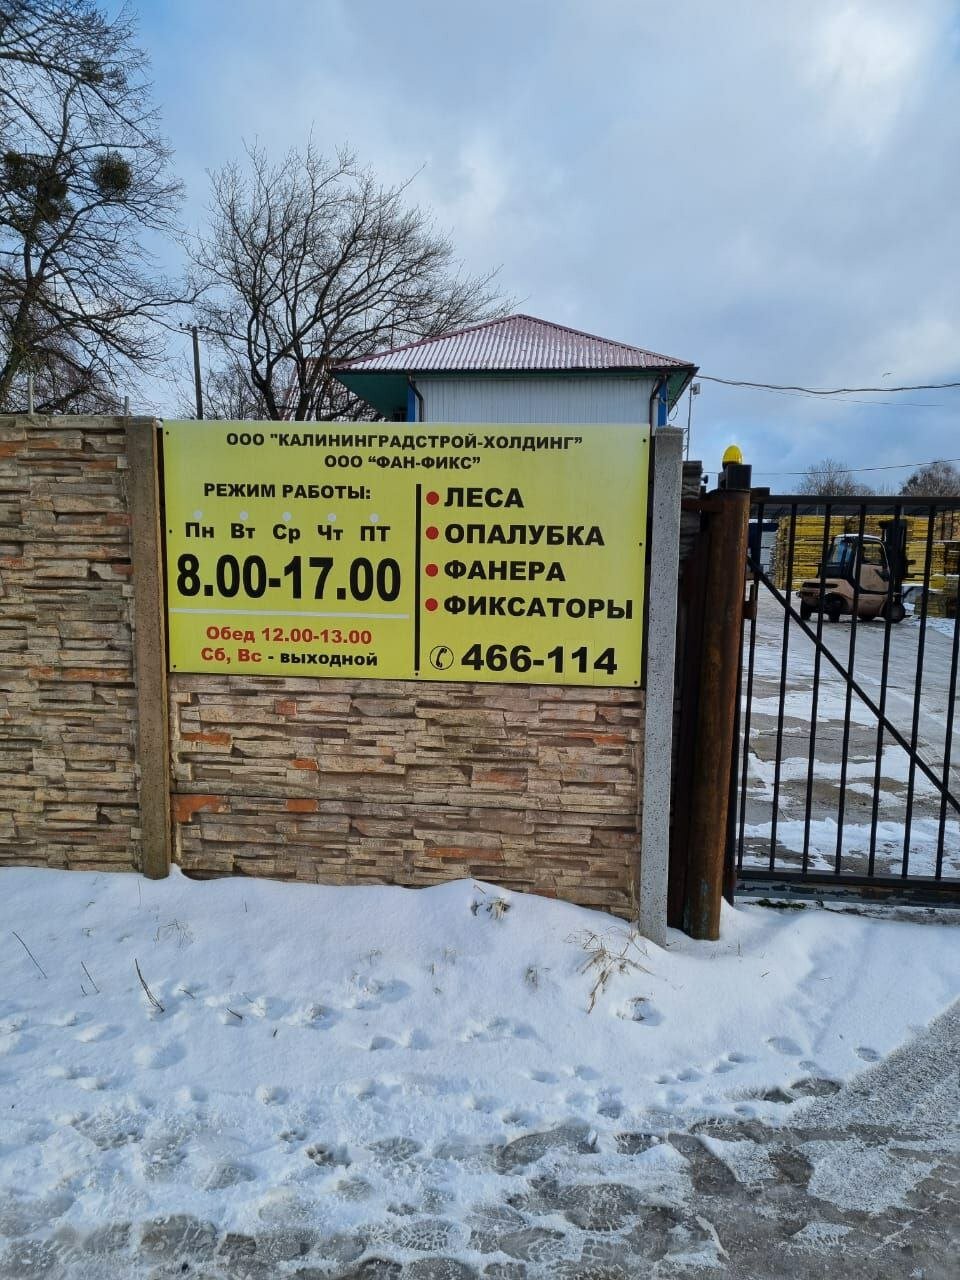 ООО "КАЛИНИНГРАДСТРОЙ-ХОЛДИНГ"
ООО "ФАН-ФИКС"
РЕЖИМ РАБОТЫ:
Пн Вт Ср Чт ПТ
8.00-17.00
Обед 12.00-13.00
Сб, Вс - выходной
ЛЕСА
ОПАЛУБКА
ФАНЕРА
ФИКСАТОРЫ
466-114